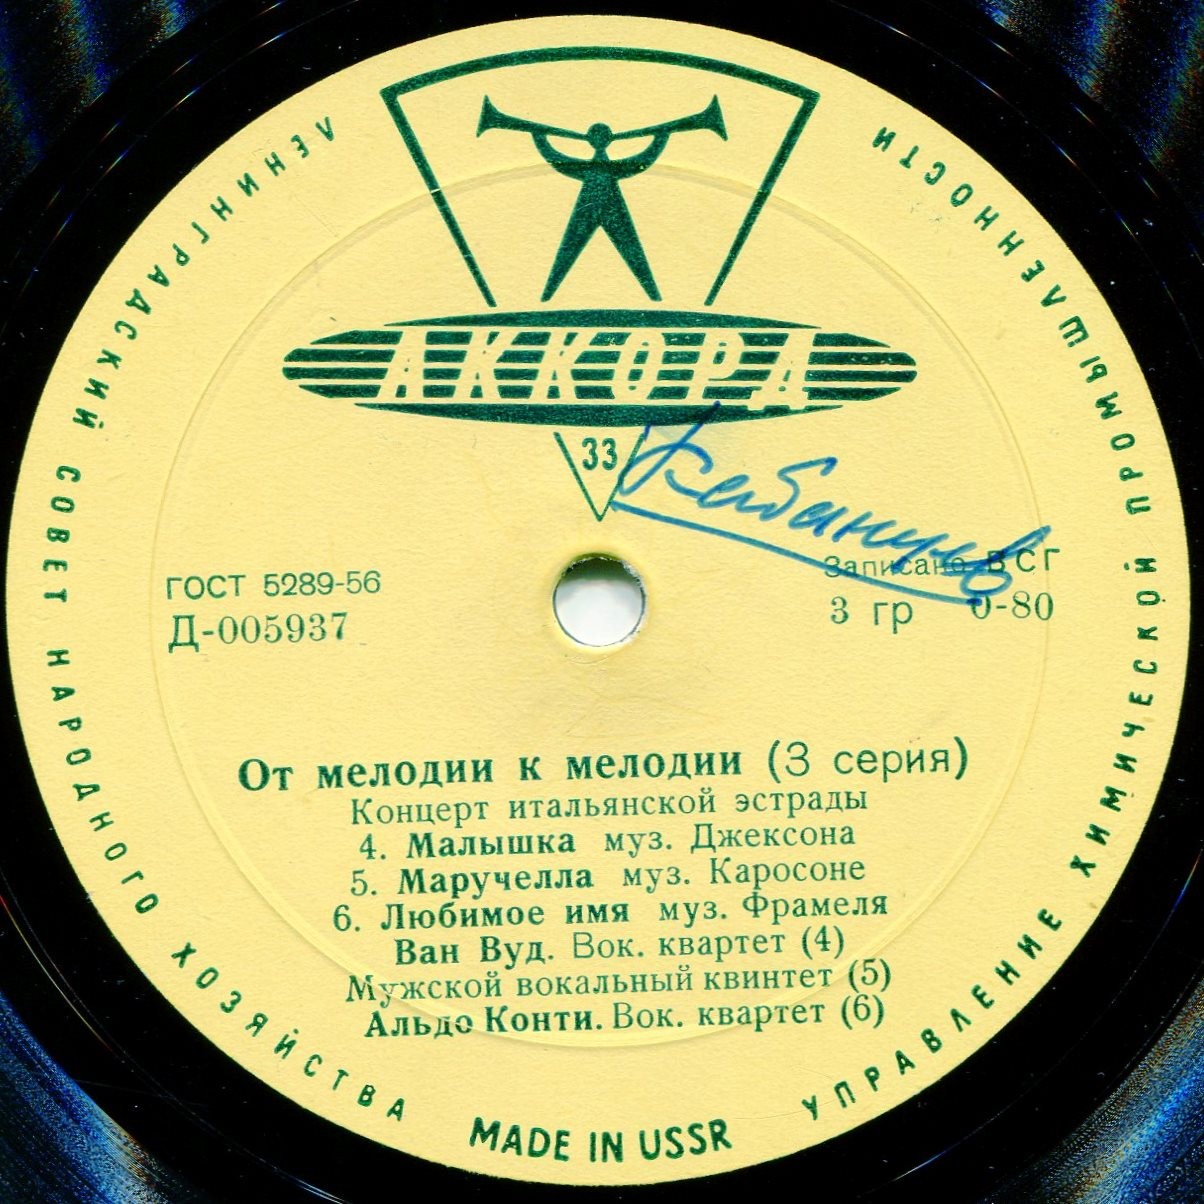 ЛЕНИНГРАДСКИЙ СОВЕТ НАРОДНОГО ХОЗЯЙСТВА
УПРАВЛЕНИЕ ХИМИЧЕСКОЙ ПРОМЫШЛЕННОСТИ
АККОРД
33
ГОСТ 5289-56
Д-005937
Записано ВСГ
3 гр 0-80
От мелодии к мелодии (3 серия)
Концерт итальянской эстрады
4. Малышка муз. Джексона
5. Маручелла муз. Каросоне
6. Любимое имя муз. Фрамеля
Ван Вуд. Вок. квартет (4)
Мужской вокальный квинтет (5)
Альдо Конти. Вок. квартет (6)
MADE IN USSR